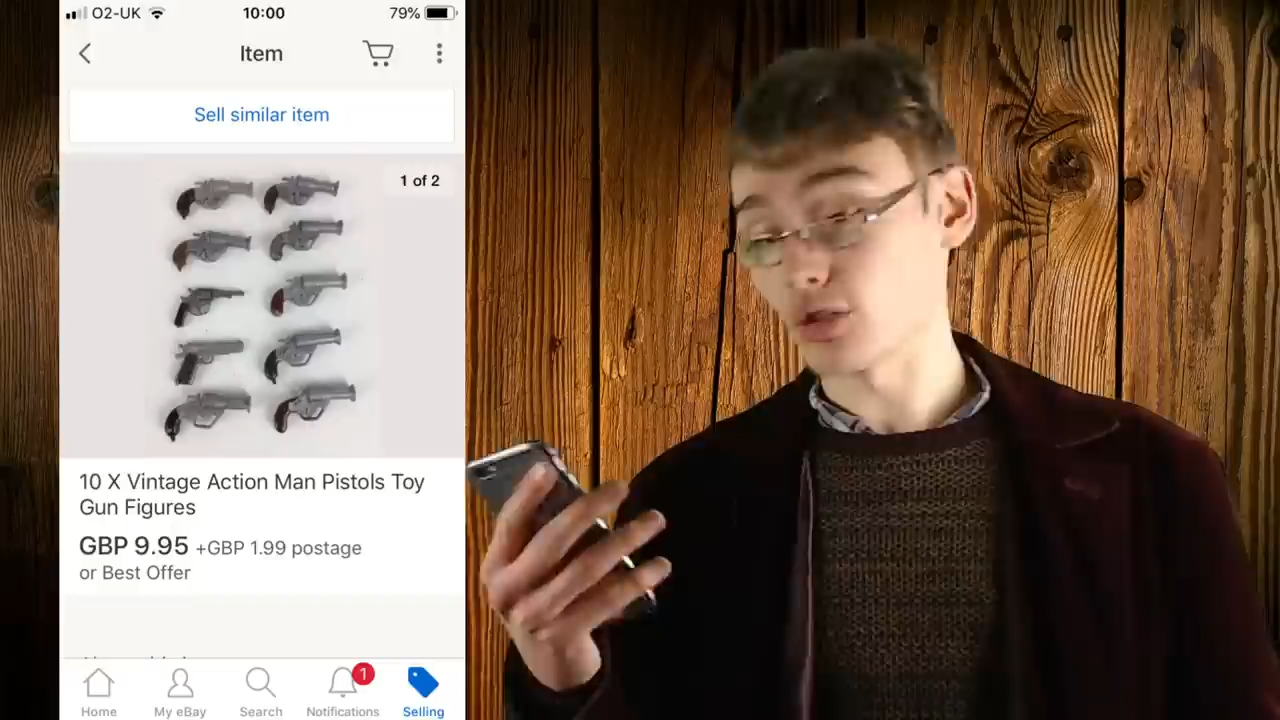 O2-UK 10:00 79%
Item
Sell similar item
1 of 2
10 X Vintage Action Man Pistols Toy
Gun Figures
GBP 9.95 +GBP 1.99 postage
or Best Offer
1
Home My eBay Search Notifications Selling